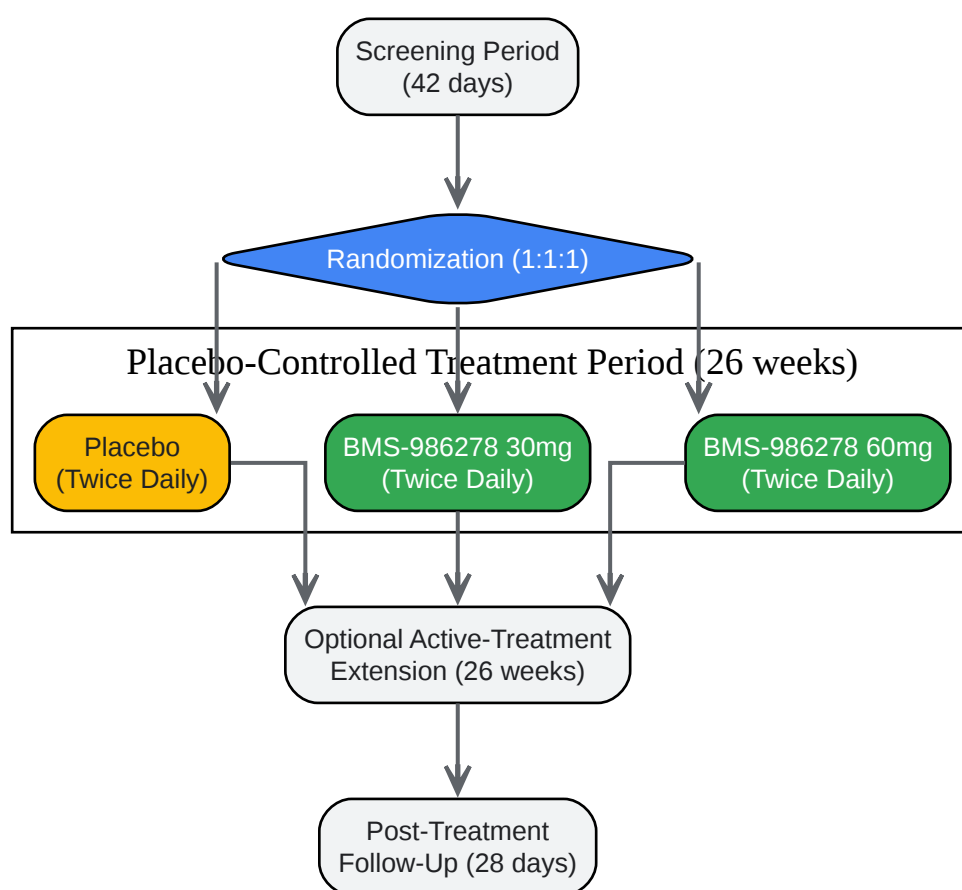 Screening Period
(42 days)
Randomization (1:1:1)
Placebo-Controlled Treatment Period (26 weeks)
Placebo
(Twice Daily)
BMS-986278 30mg
(Twice Daily)
BMS-986278 60mg
(Twice Daily)
Optional Active-Treatment
Extension (26 weeks)
Post-Treatment
Follow-Up (28 days)